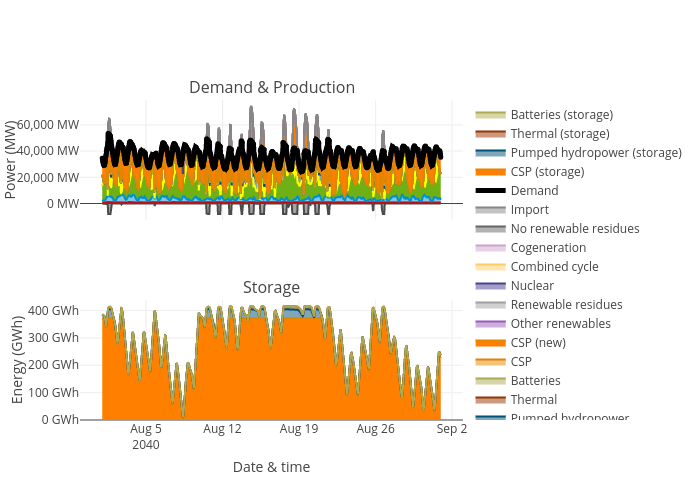 Demand & Production
Power (MW)
60,000 MW
40,000 MW
20,000 MW
0 MW
Storage
Energy (GWh)
400 GWh
300 GWh
200 GWh
100 GWh
0 GWh
Aug 5
2040
Aug 12
Aug 19
Aug 26
Sep 2
Date & time
Batteries (storage)
Thermal (storage)
Pumped hydropower (storage)
CSP (storage)
Demand
Import
No renewable residues
Cogeneration
Combined cycle
Nuclear
Renewable residues
Other renewables
CSP (new)
CSP
Batteries
Thermal
Pumped hydropower